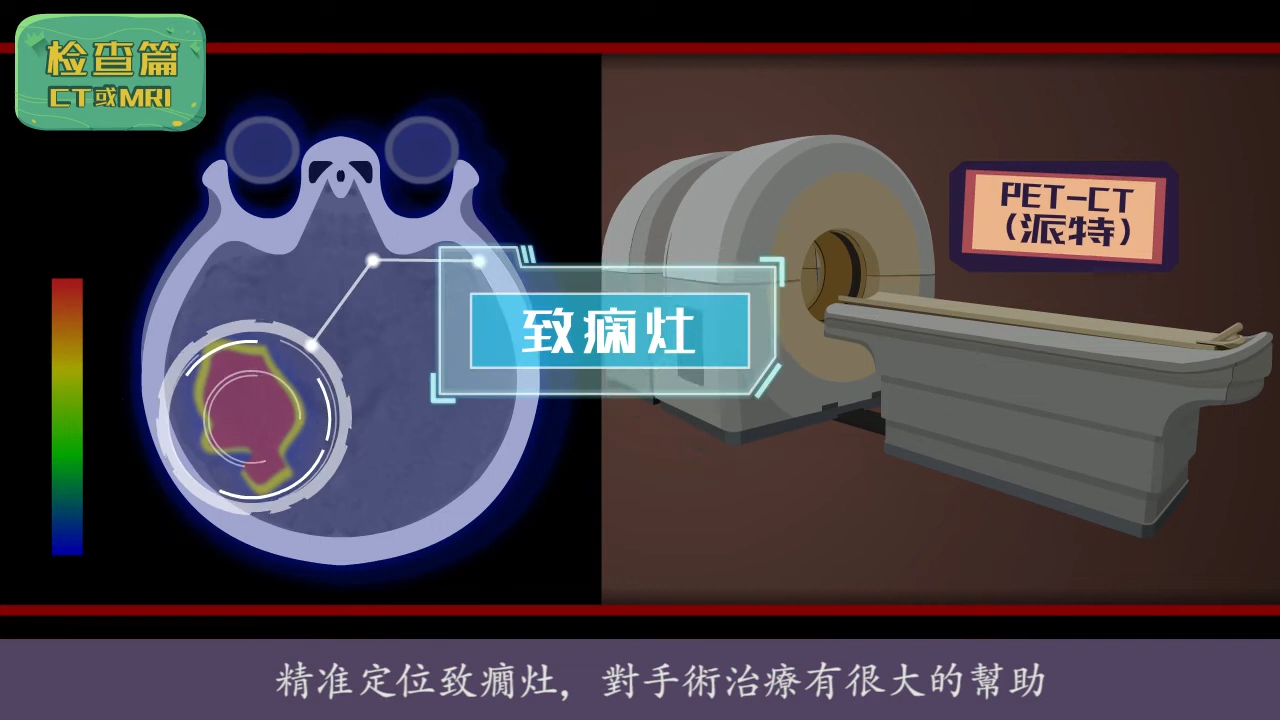 检查篇
CT或MRI
PET-CT
(派特)
致痫灶
精准定位致癇灶，對手術治療有很大的幫助